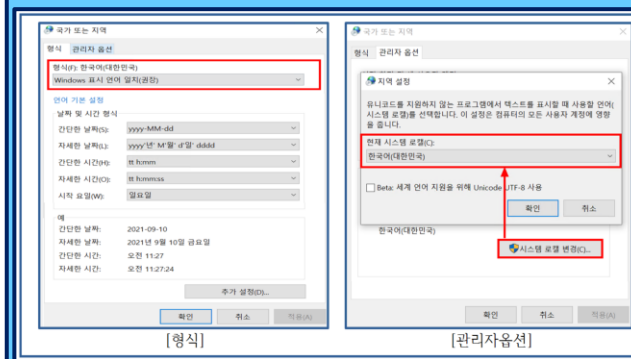 국가 또는 지역
형식 관리자 옵션
형식(F): 한국어(대한민국)
Windows 표시 언어 일치(권장)
언어 기본 설정
날짜 및 시간 형식
간단한 날짜(S): yyyy-MM-dd
자세한 날짜(L): yyyy'년' M'월' d'일' dddd
간단한 시간(H): tt h:mm
자세한 시간(O): tt h:mm:ss
시작 요일(W): 일요일
예
간단한 날짜: 2021-09-10
자세한 날짜: 2021년 9월 10일 금요일
간단한 시간: 오전 11:27
자세한 시간: 오전 11:27:24
추가 설정(D)...
확인 취소 적용(A)
[형식]
국가 또는 지역
형식 관리자 옵션
지역 설정
유니코드를 지원하지 않는 프로그램에서 텍스트를 표시할 때 사용할 언어(
시스템 로캘)를 선택합니다. 이 설정은 컴퓨터의 모든 사용자 계정에 영향
을 줍니다.
현재 시스템 로캘(C):
한국어(대한민국)
Beta: 세계 언어 지원을 위해 Unicode UTF-8 사용
확인 취소
한국어(대한민국)
시스템 로캘 변경(C)...
확인 취소 적용(A)
[관리자옵션]